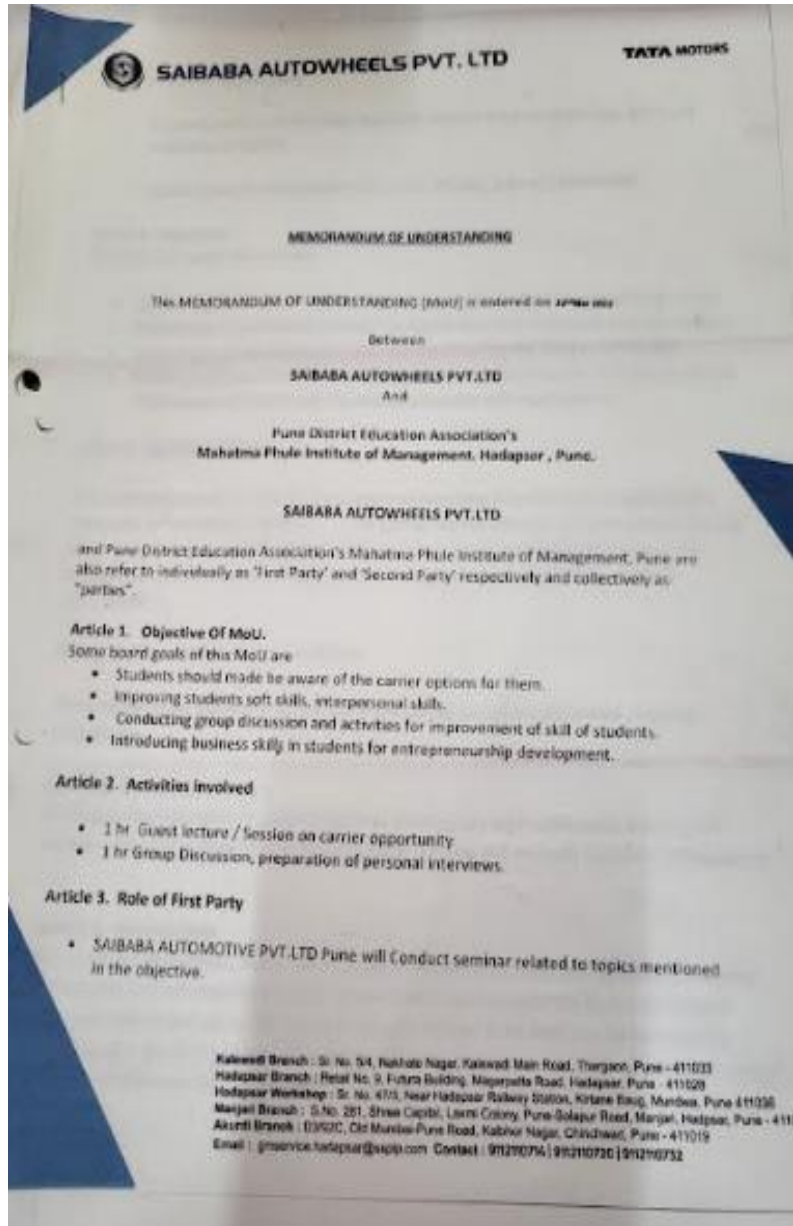 SAIBABA AUTOWHEELS PVT. LTD
TATA MOTORS
MEMORANDUM OF UNDERSTANDING
This MEMORANDUM OF UNDERSTANDING (MoU) is entered on
Between
SAIBABA AUTOWHEELS PVT.LTD
And
Pune District Education Association's
Mahatma Phule Institute of Management. Hadapsar , Pune.
SAIBABA AUTOWHEELS PVT.LTD
and Pune District Education Association's Mahatma Phule Institute of Management, Pune are
also refer to individually as 'First Party' and 'Second Party' respectively and collectively as
"parties".
Article 1. Objective Of MoU.
Some board goals of this MoU are
• Students should made be aware of the carrier options for them.
• Improving students soft skills, interpersonal skills.
• Conducting group discussion and activities for improvement of skill of students.
• Introducing business skills in students for entrepreneurship development.
Article 2. Activities involved
• 1 hr Guest lecture / Session on carrier opportunity
• 1 hr Group Discussion, preparation of personal interviews.
Article 3. Role of First Party
• SAIBABA AUTOMOTIVE PVT.LTD Pune will Conduct seminar related to topics mentioned
in the objective.
Kalewadi Branch : Sr. No. 5/4, Nakhate Nagar, Kalewadi Main Road, Thergaon, Pune - 411033
Hadapsar Branch : Retail No. 9, Futura Building, Magarpatta Road, Hadapsar, Pune - 411028
Hodapsar Workshop : Sr. No. 47/3, Near Hadapsar Railway Station, Kirtane Baug, Mundwa, Pune 411036
Manjari Branch : S.No. 281, Shree Capital, Laxmi Colony, Pune-Solapur Road, Manjari, Hadpsar, Pune - 411
Akurdi Branch : Old Mumbai-Pune Road, Kabhor Nagar, Chinchwad, Pune - 411019
Email : Contact : 9112110714 | 9112110720 | 9112110752